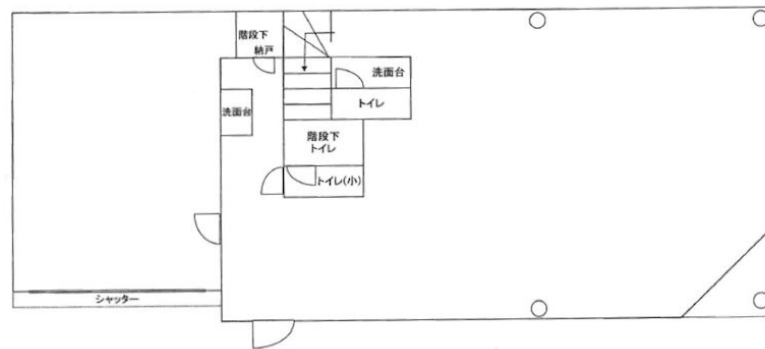 階段下
納戸
洗面台
洗面台
トイレ
階段下
トイレ
トイレ(小)
シャッター